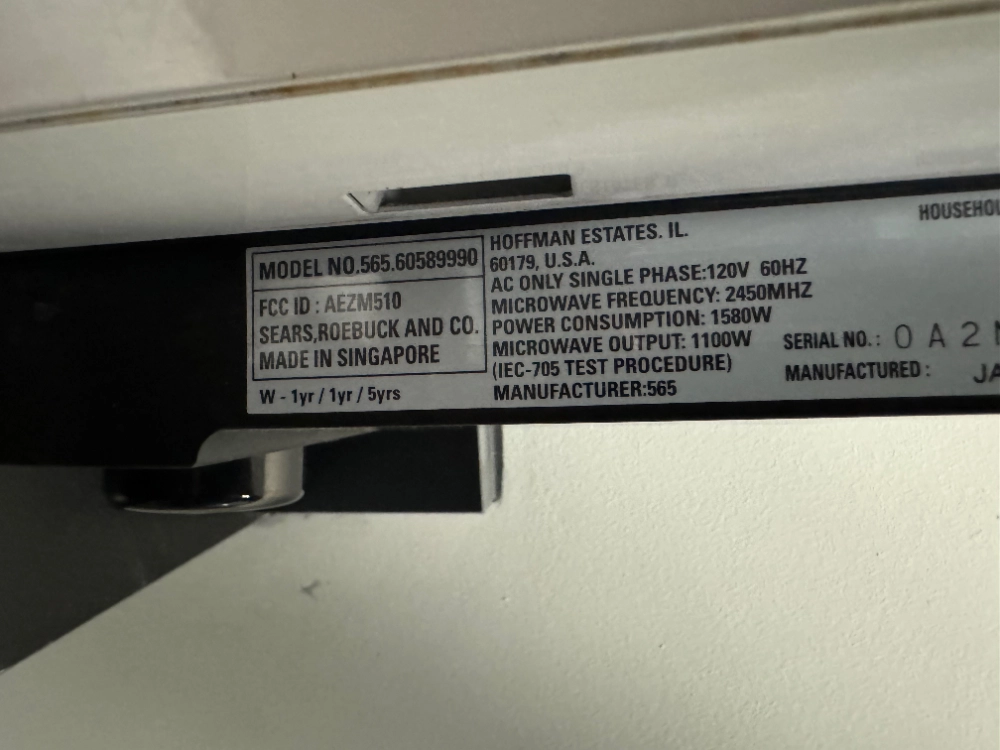 HOUSEHOU
MODEL NO.565.60589990
FCC ID : AEZM510
SEARS,ROEBUCK AND CO.
MADE IN SINGAPORE
W - 1yr / 1yr / 5yrs
HOFFMAN ESTATES. IL.
60179, U.S.A.
AC ONLY SINGLE PHASE:120V 60HZ
MICROWAVE FREQUENCY: 2450MHZ
POWER CONSUMPTION: 1580W
MICROWAVE OUTPUT: 1100W
(IEC-705 TEST PROCEDURE)
MANUFACTURER:565
SERIAL NO. : 0 A 2
MANUFACTURED : JA